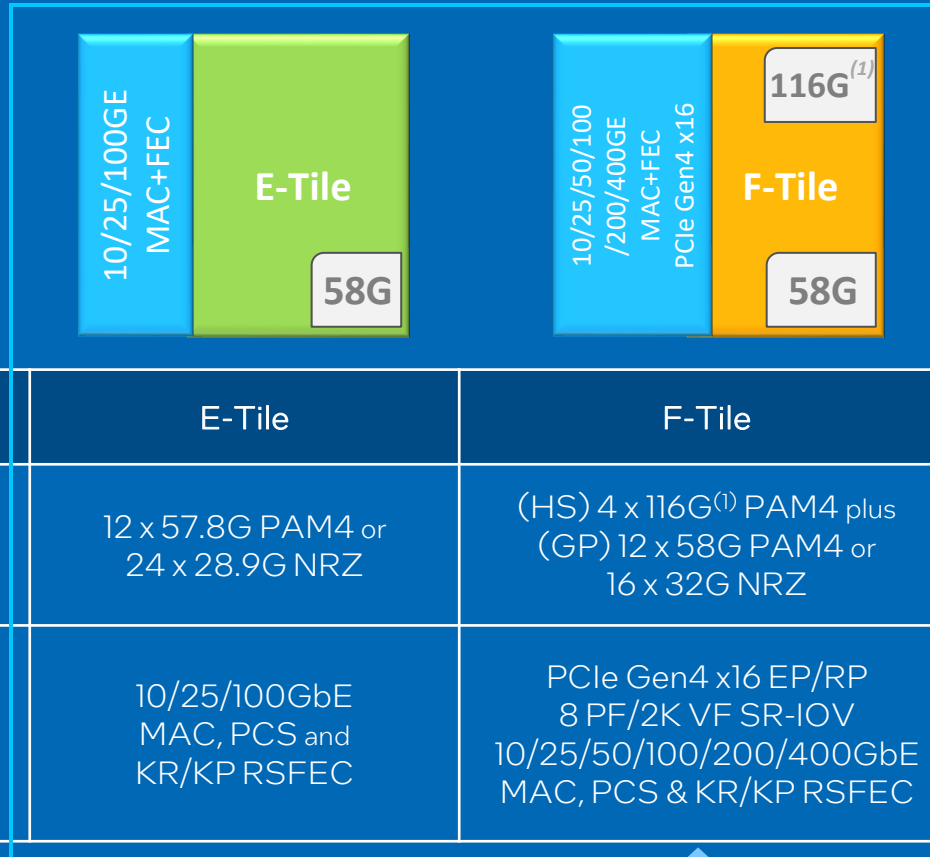 10/25/100GE
MAC+FEC
E-Tile
58G
10/25/50/100
/200/400GE
MAC+FEC
PCIe Gen4 x16
116G(1)
F-Tile
58G
E-Tile
F-Tile
12 x 57.8G PAM4 or
24 x 28.9G NRZ
(HS) 4 x 116G(1) PAM4 plus
(GP) 12 x 58G PAM4 or
16 x 32G NRZ
10/25/100GbE
MAC, PCS and
KR/KP RSFEC
PCIe Gen4 x16 EP/RP
8 PF/2K VF SR-IOV
10/25/50/100/200/400GbE
MAC, PCS & KR/KP RSFEC